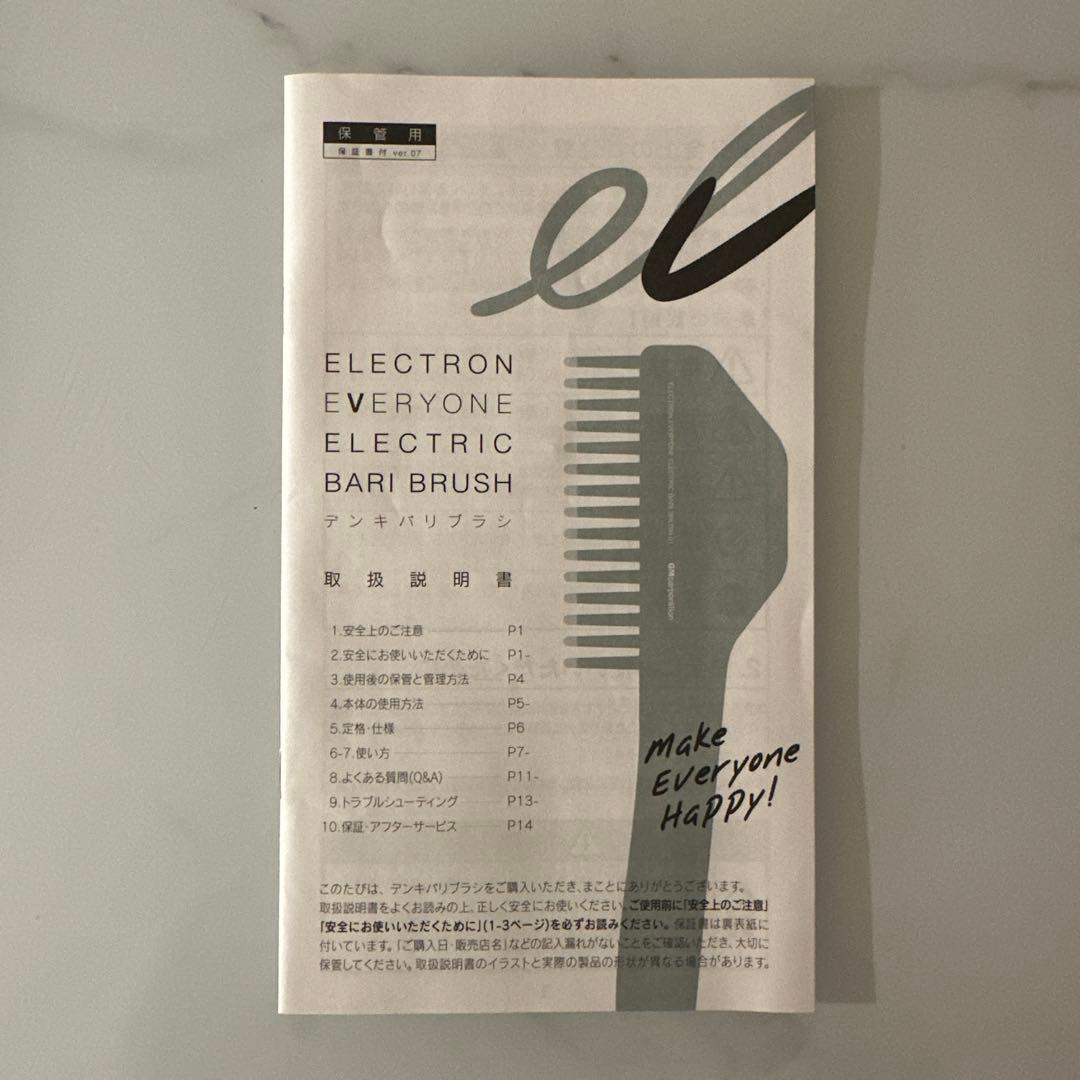 保管用
保証書付 ver.07
ev
ELECTRON
EVERYONE
ELECTRIC
BARI BRUSH
デンキバリブラシ
取扱説明書
1.安全上のご注意 P1
2.安全にお使いいただくために P1-
3.使用後の保管と管理方法 P4
4.本体の使用方法 P5-
5.定格・仕様 P6
6-7.使い方 P7-
8.よくある質問(Q&A) P11-
9.トラブルシューティング P13-
10.保証・アフターサービス P14
ELECTRON EVERYONE ELECTRIC BARI BRUSH
GMcorporation
Make
Everyone
Happy!
このたびは、デンキバリブラシをご購入いただき、まことにありがとうございます。
取扱説明書をよくお読みの上、正しく安全にお使いください。ご使用前に「安全上のご注意」
「安全にお使いいただくために」(1-3ページ)を必ずお読みください。保証書は裏表紙に
付いています。「ご購入日・販売店名」などの記入漏れがないことをご確認いただき、大切に
保管してください。取扱説明書のイラストと実際の製品の形状が異なる場合があります。